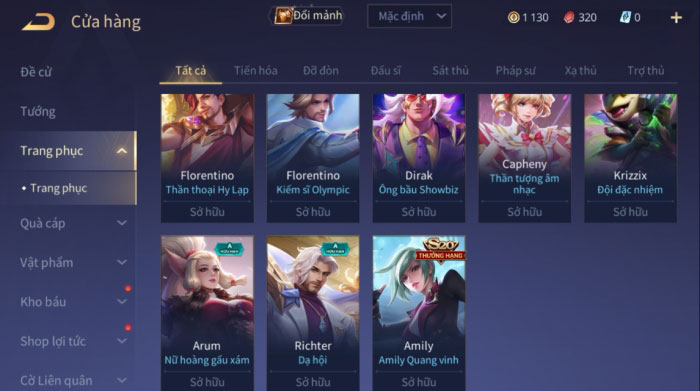 Cửa hàng
Đổi mảnh
Mặc định
1 130
320
0
Đề cử
Tướng
Trang phục
Trang phục
Quà cáp
Vật phẩm
Kho báu
Shop lợi tức
Cờ Liên quân
Tất cả
Tiến hóa
Đỡ đòn
Đấu sĩ
Sát thủ
Pháp sư
Xạ thủ
Trợ thủ
Florentino
Thần thoại Hy Lạp
Sở hữu
Florentino
Kiếm sĩ Olympic
Sở hữu
Dirak
Ông bầu Showbiz
Sở hữu
Capheny
Thần tượng âm
nhạc
Sở hữu
Krizzix
Đội đặc nhiệm
Sở hữu
A
HỮU HẠN
Arum
Nữ hoàng gấu xám
Sở hữu
A
HỮU HẠN
Richter
Dạ hội
Sở hữu
S20
THƯỞNG HẠNG
Amily
Amily Quang vinh
Sở hữu